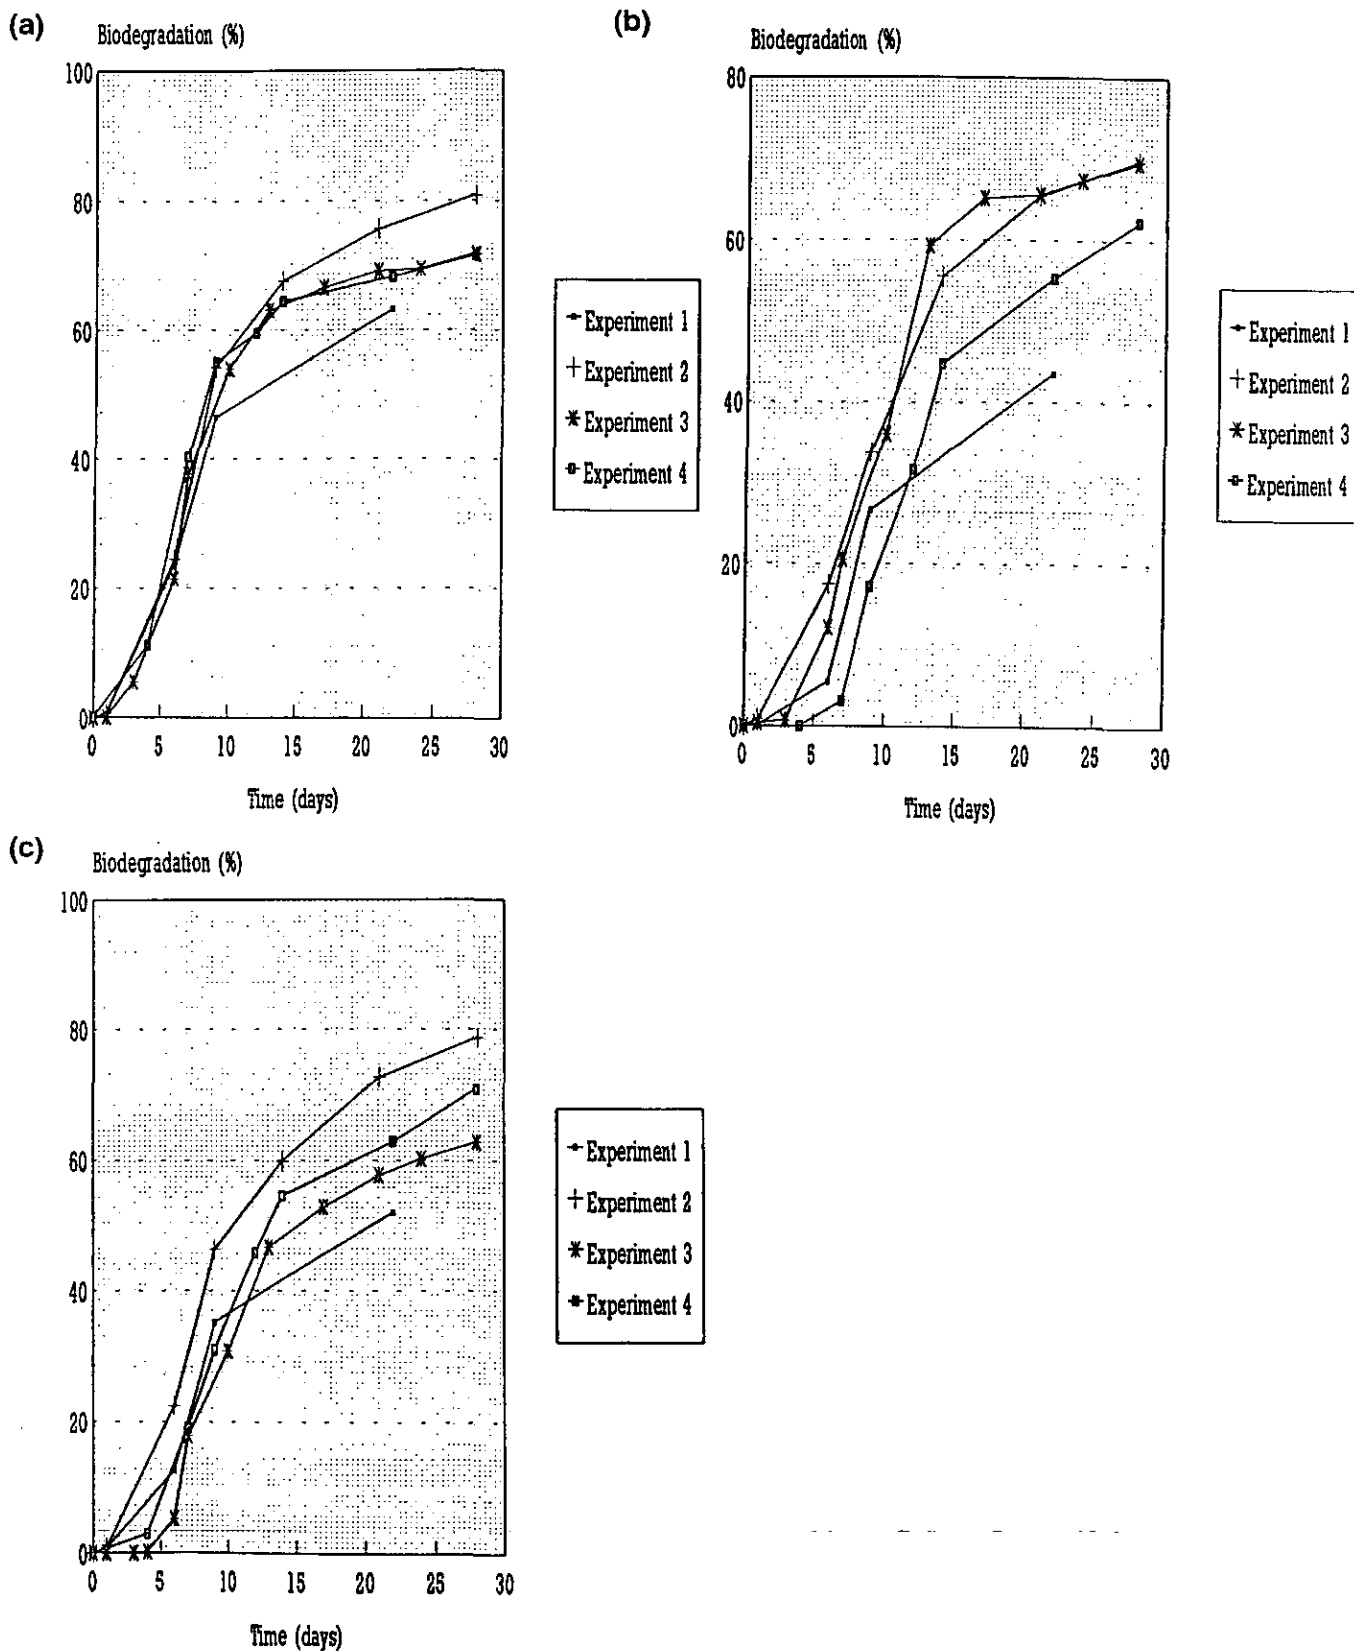 (a)
Biodegradation (%)
100
80
60
40
20
0
0 5 10 15 20 25 30
Time (days)
Experiment 1
Experiment 2
Experiment 3
Experiment 4
(b)
Biodegradation (%)
80
60
40
20
0
0 5 10 15 20 25 30
Time (days)
Experiment 1
Experiment 2
Experiment 3
Experiment 4
(c)
Biodegradation (%)
100
80
60
40
20
0
0 5 10 15 20 25 30
Time (days)
Experiment 1
Experiment 2
Experiment 3
Experiment 4